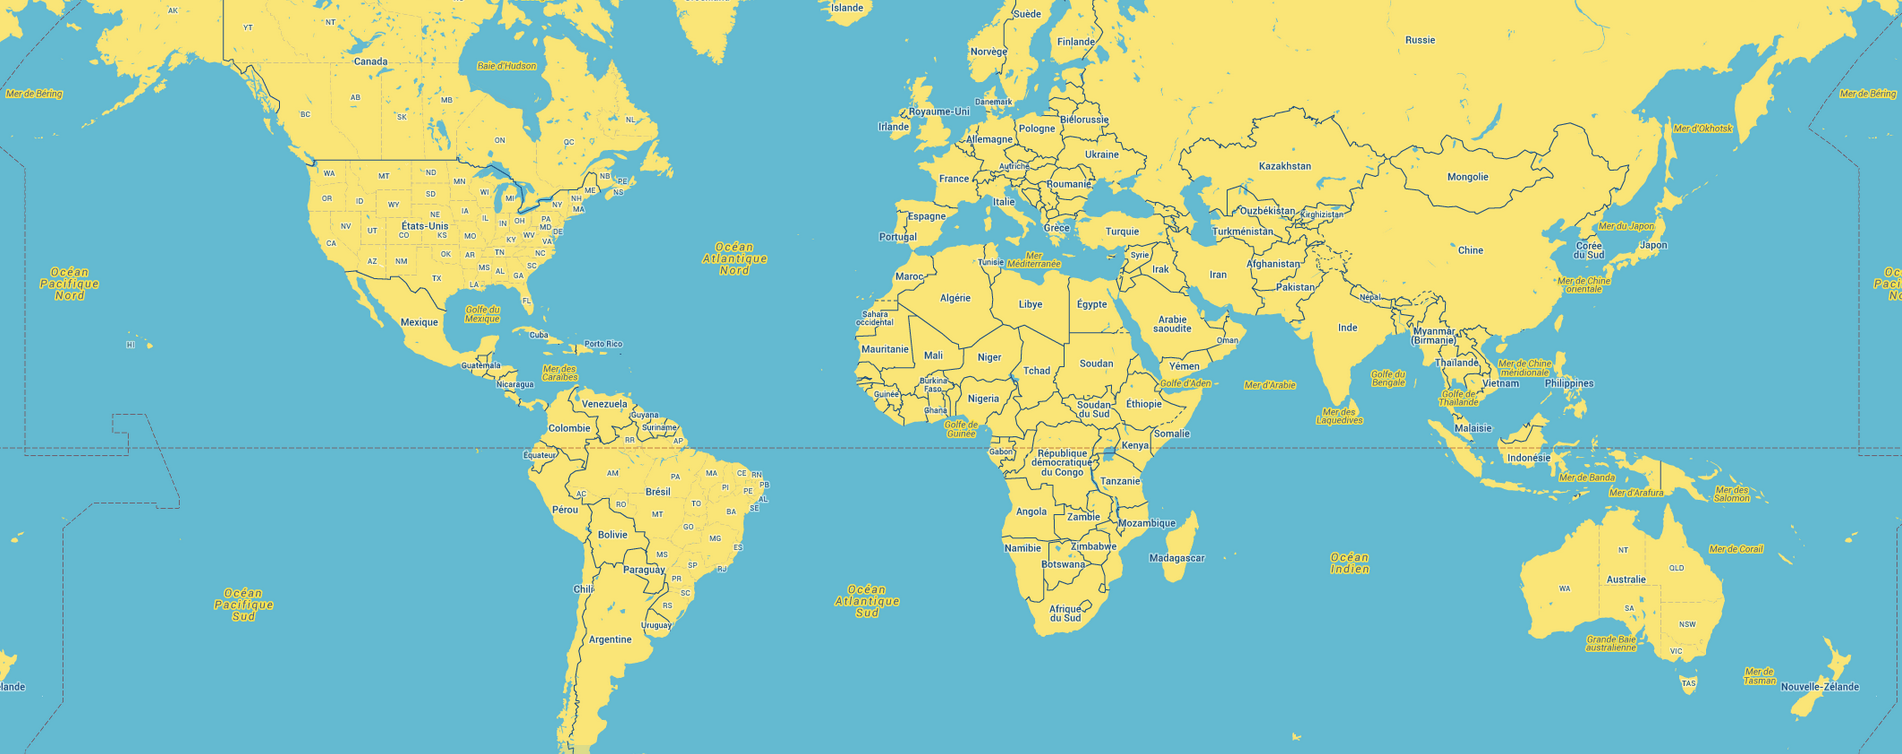 Islande
Suède
Finlande
Norvège
Russie
AK
YT
NT
Canada
Baie d'Hudson
Mer de Béring
Mer de Béring
AB
MB
BC
SK
ON
QC
NL
Danemark
Royaume-Uni
Irlande
Biélorussie
Pologne
Allemagne
Ukraine
Autriche
France
Roumanie
Kazakhstan
Mongolie
Mer d'Okhotsk
WA
MT
ND
MN
OR
ID
WY
SD
WI
MI
NB
PE
ME
NS
NH
MA
NY
IA
NE
NV
UT
CO
États-Unis
KS
MO
IL
IN
OH
PA
MD
DE
WV
VA
KY
CA
AZ
NM
OK
AR
TN
NC
SC
MS
AL
GA
TX
LA
FL
Italie
Espagne
Portugal
Grèce
Turquie
Ouzbékistan
Kirghizistan
Turkménistan
Chine
Corée
du Sud
Japon
Mer du Japon
Océan
Atlantique
Nord
Océan
Pacifique
Nord
Tunisie
Mer
Méditerranée
Syrie
Irak
Iran
Afghanistan
Pakistan
Népal
Maroc
Algérie
Libye
Égypte
Mer de Chine
orientale
Golfe du
Mexique
Mexique
Cuba
Porto Rico
HI
Sahara
occidental
Arabie
saoudite
Oman
Inde
Myanmar
(Birmanie)
Mauritanie
Mali
Niger
Tchad
Soudan
Yémen
Thaïlande
Mer de Chine
méridionale
Guatemala
Nicaragua
Mer des
Caraïbes
Burkina
Faso
Guinée
Ghana
Nigeria
Golfe d'Aden
Mer d'Arabie
Golfe du
Bengale
Vietnam
Philippines
Golfe de
Thaïlande
Venezuela
Guyana
Suriname
Colombie
Soudan
du Sud
Éthiopie
Somalie
Golfe de
Guinée
Mer des
Laquedives
Malaisie
RR
AP
Équateur
Gabon
Kenya
République
démocratique
du Congo
Indonésie
AM
PA
MA
CE
RN
PB
PI
PE
AL
SE
Brésil
AC
RO
TO
BA
MT
Tanzanie
Mer de Banda
Mer d'Arafura
Mer des
Salomon
Pérou
Angola
Zambie
Mozambique
Bolivie
GO
MG
ES
MS
SP
RJ
Namibie
Zimbabwe
Botswana
Madagascar
Océan
Indien
NT
Mer de Corail
Paraguay
PR
SC
RS
Chili
QLD
Australie
WA
SA
NSW
VIC
TAS
Océan
Pacifique
Sud
Océan
Atlantique
Sud
Afrique
du Sud
Uruguay
Argentine
Grande Baie
australienne
Mer de
Tasman
Nouvelle-Zélande